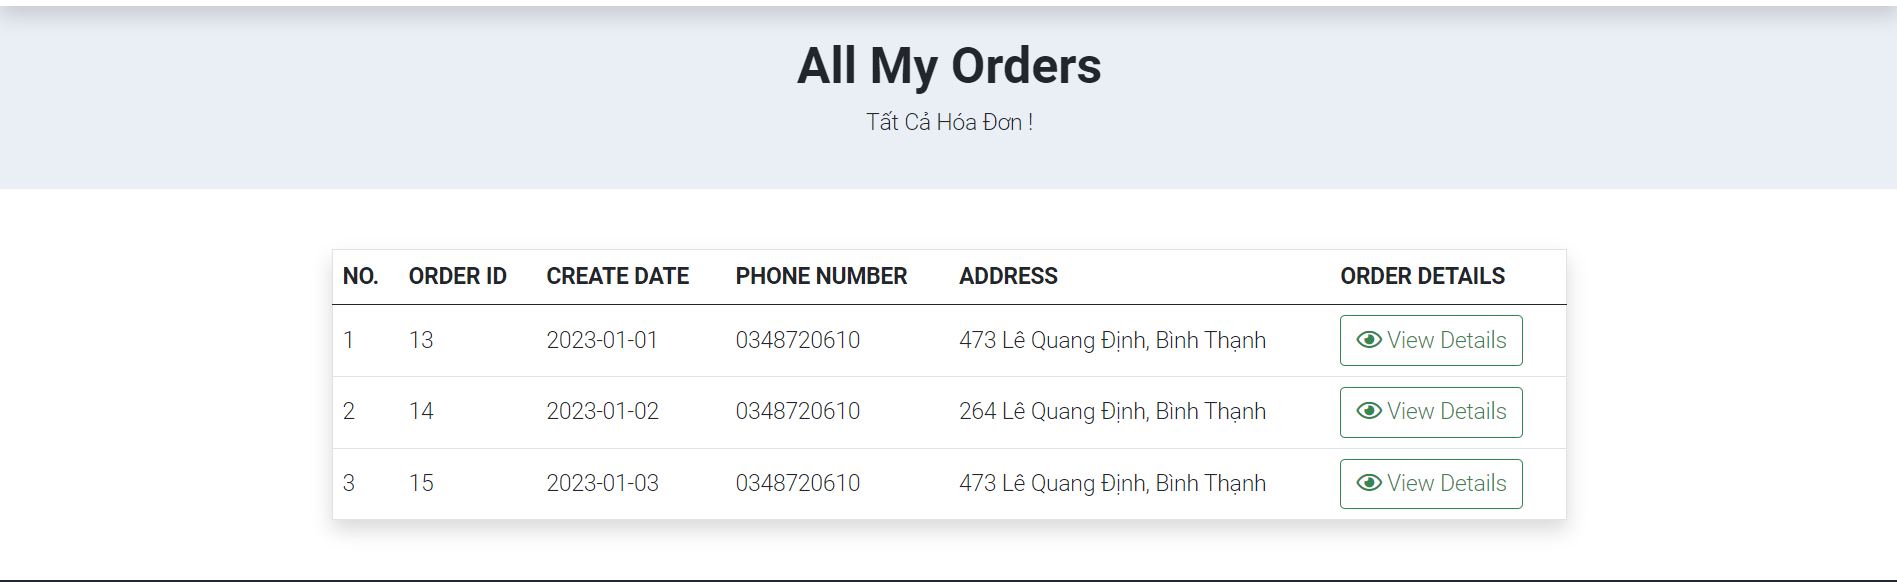 All My Orders
Tất Cả Hóa Đơn !
NO. ORDER ID CREATE DATE PHONE NUMBER ADDRESS ORDER DETAILS
1 13 2023-01-01 0348720610 473 Lê Quang Định, Bình Thạnh View Details
2 14 2023-01-02 0348720610 264 Lê Quang Định, Bình Thạnh View Details
3 15 2023-01-03 0348720610 473 Lê Quang Định, Bình Thạnh View Details